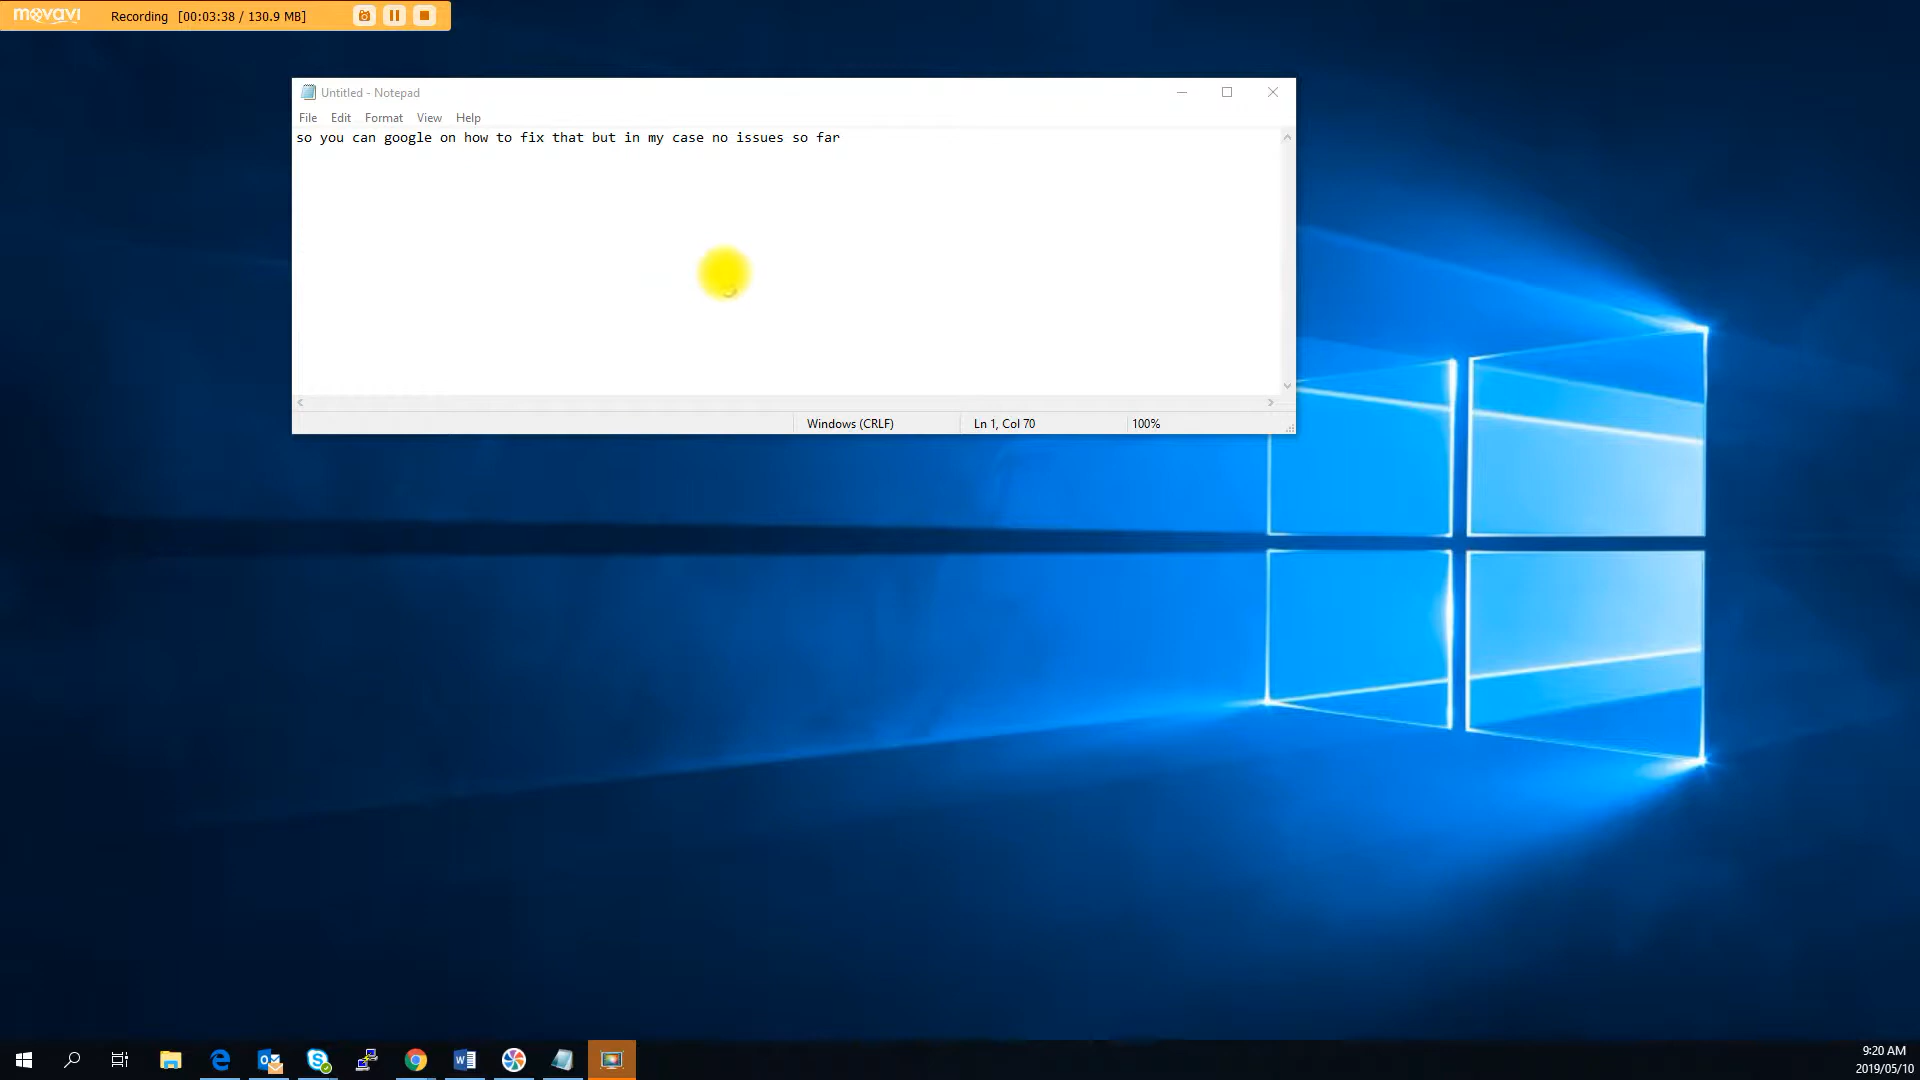 movavi Recording [00:03:38 / 130.9 MB]
Untitled - Notepad
File Edit Format View Help
so you can google on how to fix that but in my case no issues so far
Windows (CRLF) Ln 1, Col 70 100%
9:20 AM
2019/05/10